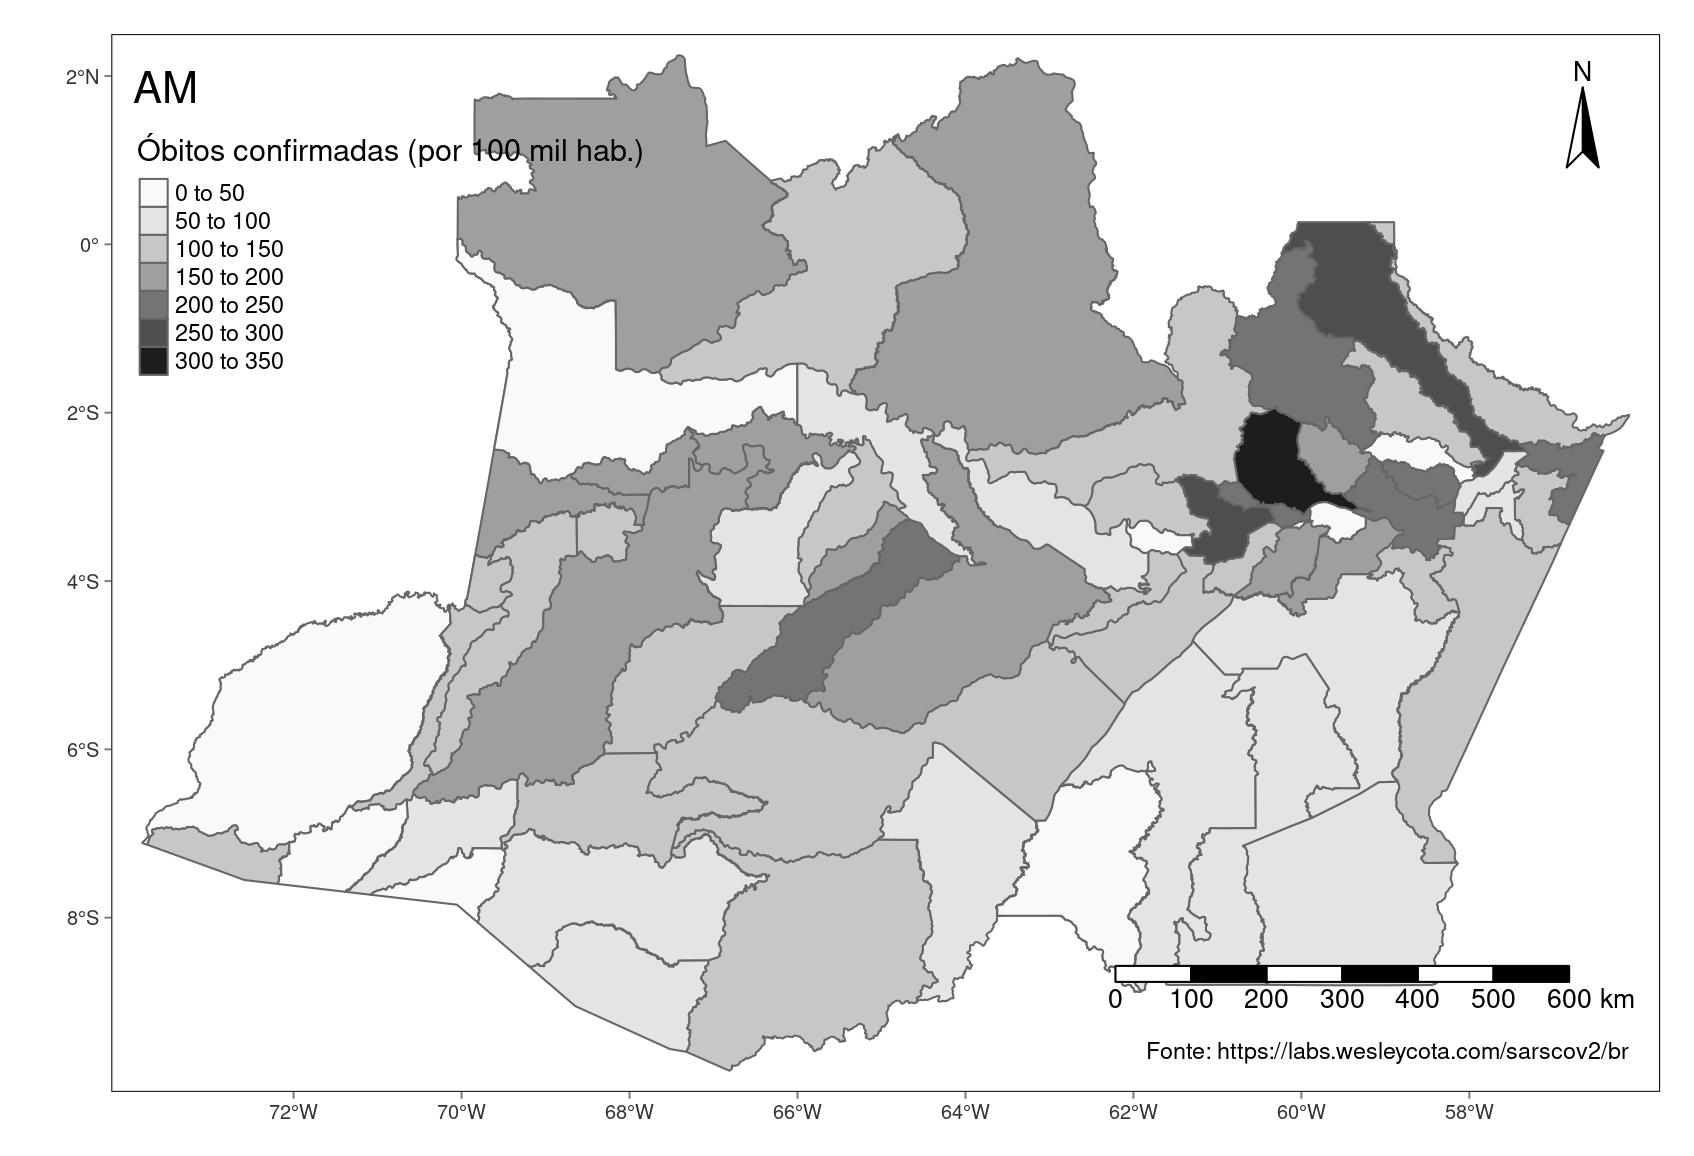 AM
N
Óbitos confirmadas (por 100 mil hab.)
0 to 50
50 to 100
100 to 150
150 to 200
200 to 250
250 to 300
300 to 350
2°N
0°
2°S
4°S
6°S
8°S
0 100 200 300 400 500 600 km
Fonte: https://labs.wesleycota.com/sarscov2/br
72°W 70°W 68°W 66°W 64°W 62°W 60°W 58°W